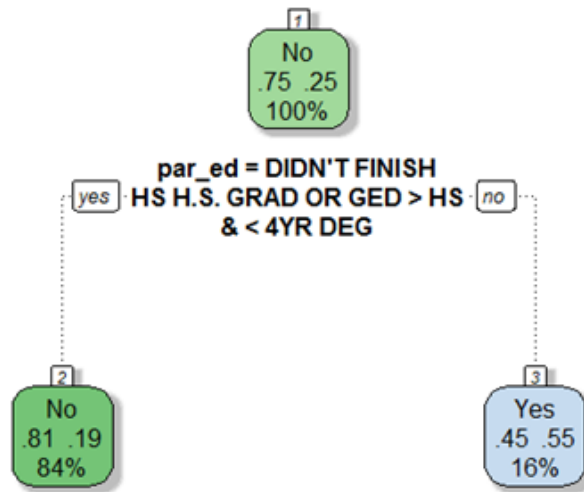 1
No
.75 .25
100%
par_ed = DIDN'T FINISH
yes HS H.S. GRAD OR GED > HS no
& < 4YR DEG
2
No
.81 .19
84%
3
Yes
.45 .55
16%